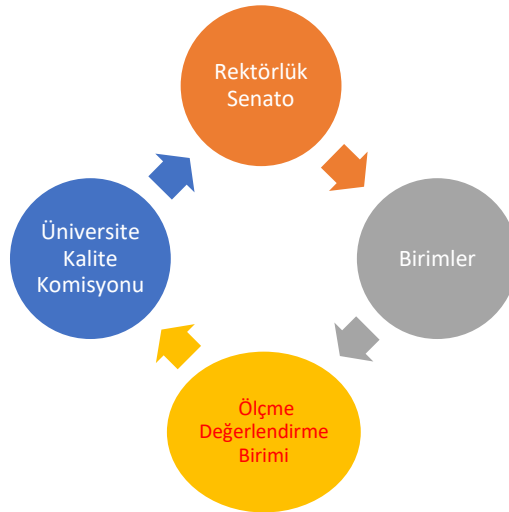 Rektörlük
Senato
Üniversite
Kalite
Komisyonu
Birimler
Ölçme
Değerlendirme
Birimi